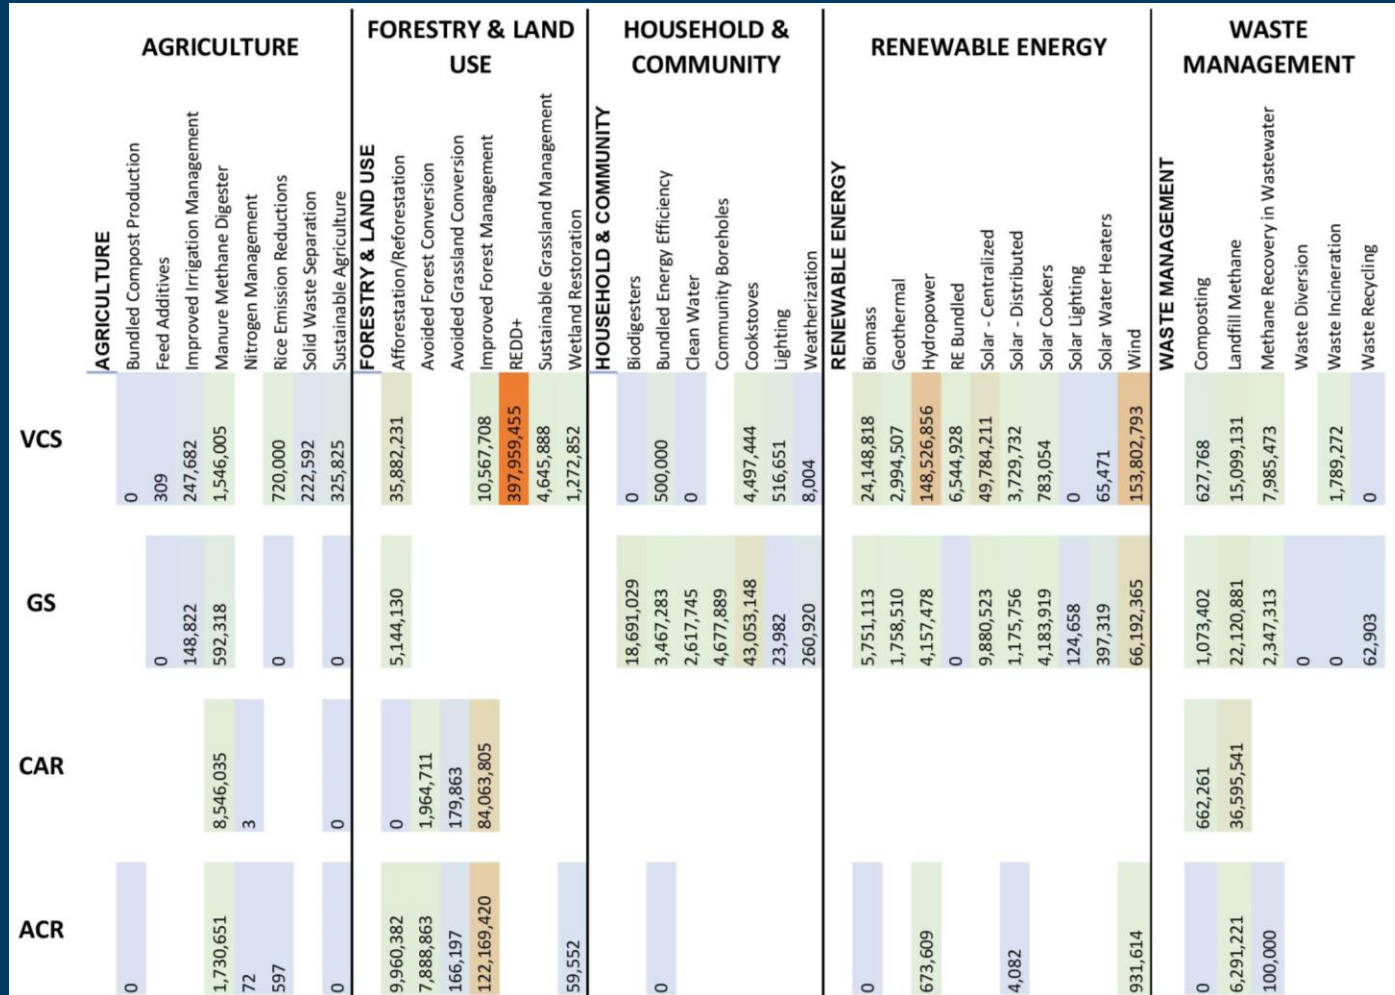 AGRICULTURE
FORESTRY & LAND
USE
HOUSEHOLD &
COMMUNITY
RENEWABLE ENERGY
WASTE
MANAGEMENT
AGRICULTURE
Bundled Compost Production
Feed Additives
Improved Irrigation Management
Manure Methane Digester
Nitrogen Management
Rice Emission Reductions
Solid Waste Separation
Sustainable Agriculture
FORESTRY & LAND USE
Afforestation/Reforestation
Avoided Forest Conversion
Avoided Grassland Conversion
Improved Forest Management
REDD+
Sustainable Grassland Management
Wetland Restoration
HOUSEHOLD & COMMUNITY
Biodigesters
Bundled Energy Efficiency
Clean Water
Community Boreholes
Cookstoves
Lighting
Weatherization
RENEWABLE ENERGY
Biomass
Geothermal
Hydropower
RE Bundled
Solar - Centralized
Solar - Distributed
Solar Cookers
Solar Lighting
Solar Water Heaters
Wind
WASTE MANAGEMENT
Composting
Landfill Methane
Methane Recovery in Wastewater
Waste Diversion
Waste Incineration
Waste Recycling
VCS
0
309
247,682
1,546,005
720,000
222,592
325,825
35,882,231
10,567,708
397,959,455
4,645,888
1,272,852
0
500,000
0
4,497,444
516,651
8,004
24,148,818
2,994,507
148,526,856
6,544,928
49,784,211
3,729,732
783,054
0
65,471
153,802,793
627,768
15,099,131
7,985,473
1,789,272
0
GS
0
148,822
592,318
0
0
5,144,130
18,691,029
3,467,283
2,617,745
4,677,889
43,053,148
23,982
260,920
5,751,113
1,758,510
4,157,478
0
9,880,523
1,175,756
4,183,919
124,658
397,319
66,192,365
1,073,402
22,120,881
2,347,313
0
0
62,903
CAR
8,546,035
3
0
0
1,964,711
179,863
84,063,805
662,261
36,595,541
ACR
0
1,730,651
72
597
0
9,960,382
7,888,863
166,197
122,169,420
59,552
0
0
673,609
4,082
931,614
0
6,291,221
100,000